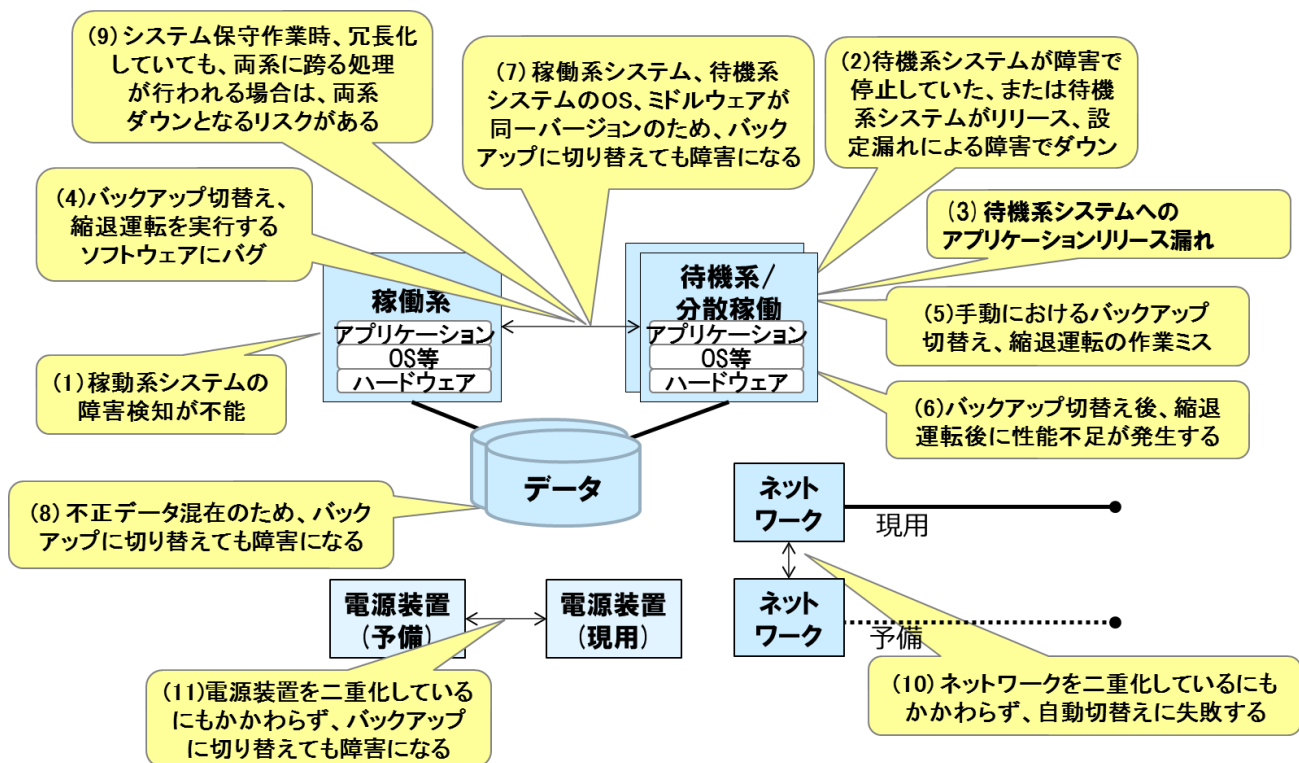 (9) システム保守作業時、冗長化
していても、両系に跨る処理
が行われる場合は、両系
ダウンとなるリスクがある
(7) 稼働系システム、待機系
システムのOS、ミドルウェアが
同一バージョンのため、バック
アップに切り替えても障害になる
(2)待機系システムが障害で
停止していた、または待機
系システムがリリース、設
定漏れによる障害でダウン
(4)バックアップ切替え、
縮退運転を実行する
ソフトウェアにバグ
(3) 待機系システムへの
アプリケーションリリース漏れ
稼働系
アプリケーション
OS等
ハードウェア
待機系/
分散稼働
アプリケーション
OS等
ハードウェア
(5)手動におけるバックアップ
切替え、縮退運転の作業ミス
(1)稼動系システムの
障害検知が不能
(6)バックアップ切替え後、縮退
運転後に性能不足が発生する
データ
(8) 不正データ混在のため、バック
アップに切り替えても障害になる
ネット
ワーク
現用
電源装置
(予備)
電源装置
(現用)
ネット
ワーク
予備
(11)電源装置を二重化している
にもかかわらず、バックアップ
に切り替えても障害になる
(10) ネットワークを二重化しているにも
かかわらず、自動切替えに失敗する